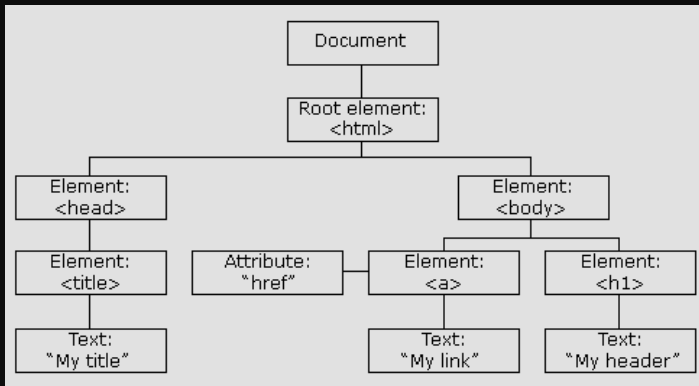 Document
Root element:
<html>
Element:
<head>
Element:
<body>
Element:
<title>
Attribute:
“href”
Element:
<a>
Element:
<h1>
Text:
“My title”
Text:
“My link”
Text:
“My header”